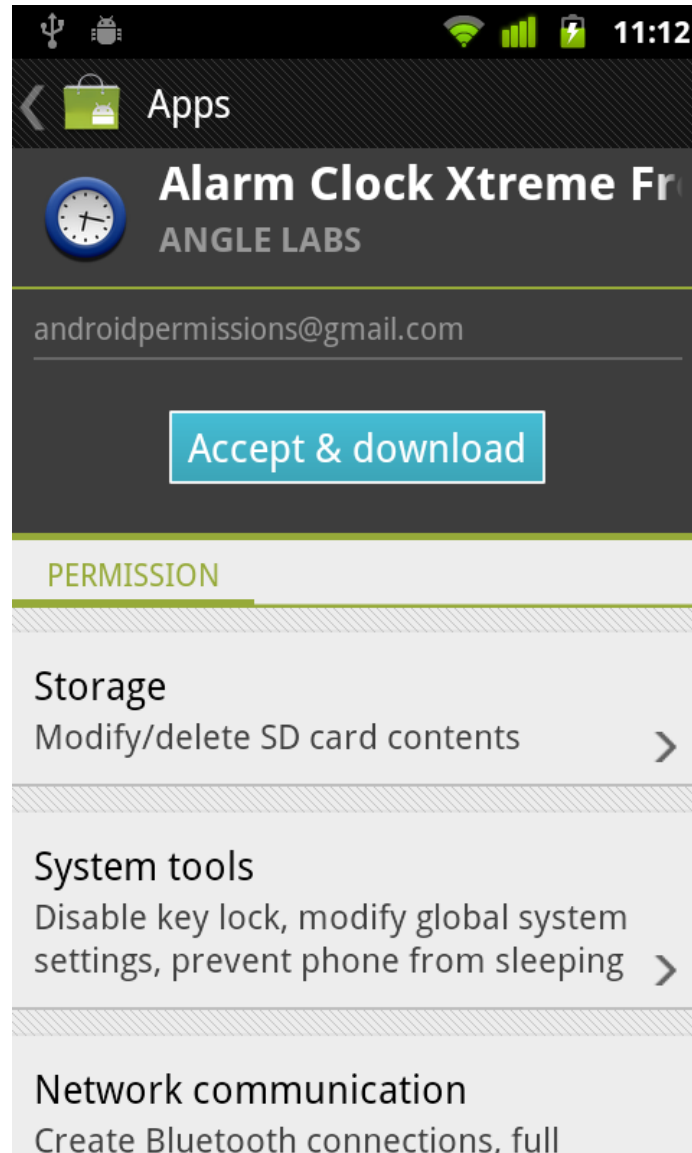 11:12
Apps
Alarm Clock Xtreme Fr
ANGLE LABS
androidpermissions@gmail.com
Accept & download
PERMISSION
Storage
Modify/delete SD card contents
System tools
Disable key lock, modify global system
settings, prevent phone from sleeping
Network communication
Create Bluetooth connections, full